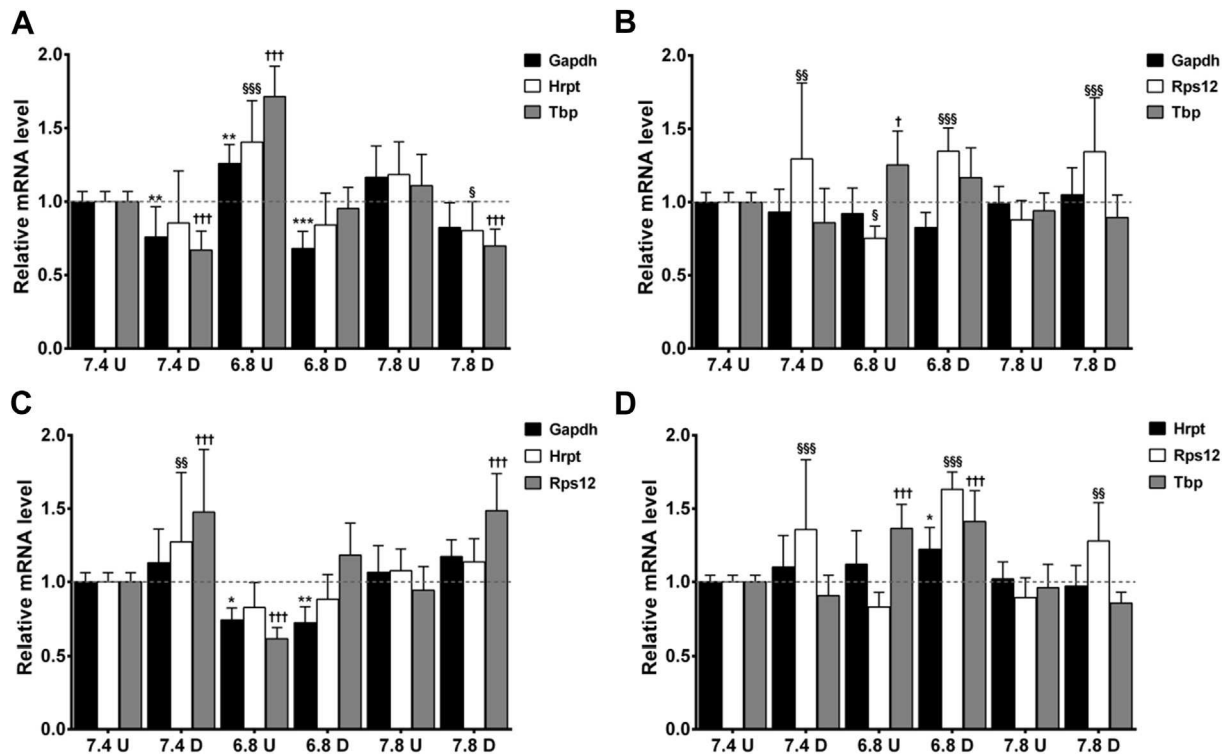 A
Relative mRNA level
2.0
1.5
1.0
0.5
0.0
** ††† ** §§§ ††† *** § †††
7.4 U 7.4 D 6.8 U 6.8 D 7.8 U 7.8 D
Gapdh
Hrpt
Tbp
B
Relative mRNA level
2.0
1.5
1.0
0.5
0.0
§§ § † §§§ §§§
7.4 U 7.4 D 6.8 U 6.8 D 7.8 U 7.8 D
Gapdh
Rps12
Tbp
C
Relative mRNA level
2.0
1.5
1.0
0.5
0.0
§§ ††† * ††† ** †††
7.4 U 7.4 D 6.8 U 6.8 D 7.8 U 7.8 D
Gapdh
Hrpt
Rps12
D
Relative mRNA level
2.0
1.5
1.0
0.5
0.0
§§§ ††† * §§§ ††† §§
7.4 U 7.4 D 6.8 U 6.8 D 7.8 U 7.8 D
Hrpt
Rps12
Tbp